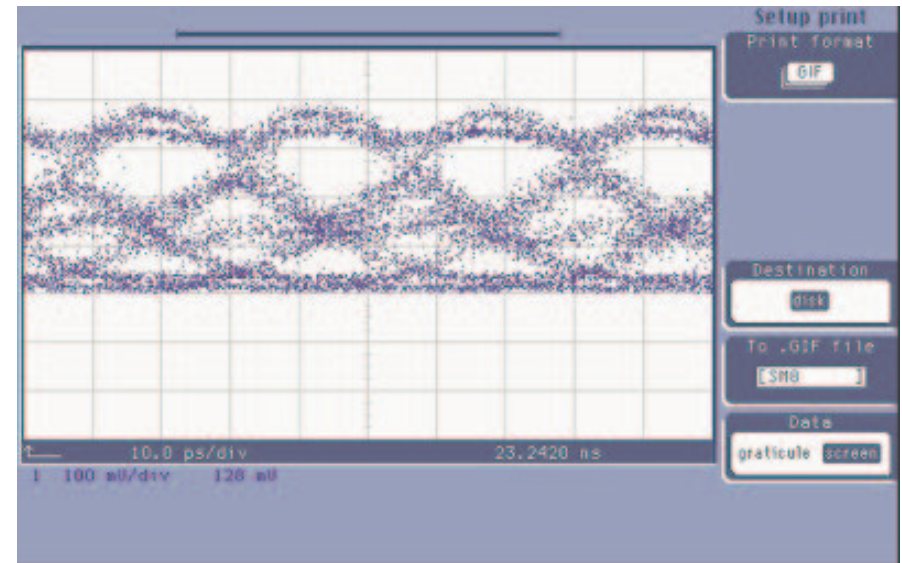 Setup print
Print format
GIF
Destination
disk
To .GIF file
[SM8 ]
Data
graticule screen
10.0 ps/div 23.2420 ns
1 100 mV/div 128 mV